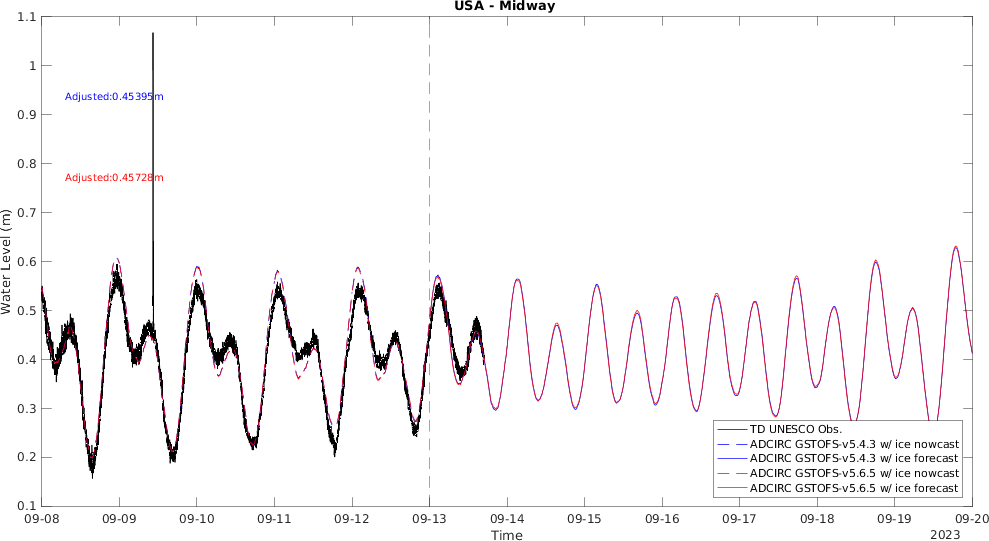 USA - Midway
1.1
1
0.9
0.8
0.7
0.6
0.5
0.4
0.3
0.2
0.1
Water Level (m)
Adjusted:0.45395m
Adjusted:0.45728m
TD UNESCO Obs.
ADCIRC GSTOFS-v5.4.3 w/ ice nowcast
ADCIRC GSTOFS-v5.4.3 w/ ice forecast
ADCIRC GSTOFS-v5.6.5 w/ ice nowcast
ADCIRC GSTOFS-v5.6.5 w/ ice forecast
09-08 09-09 09-10 09-11 09-12 09-13 09-14 09-15 09-16 09-17 09-18 09-19 09-20
Time
2023